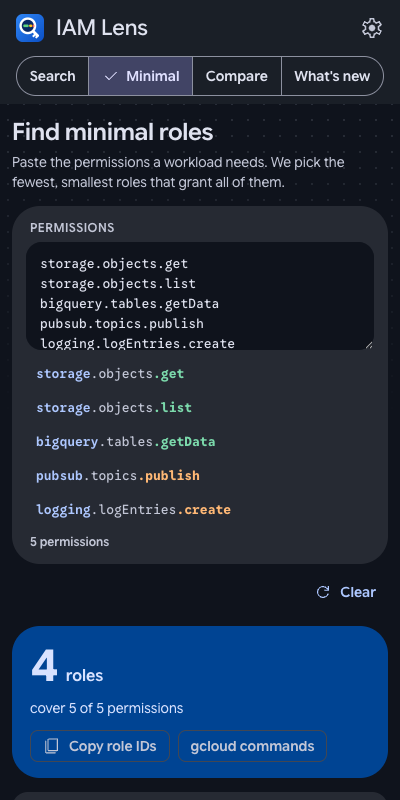 IAM Lens
Search
Minimal
Compare
What's new
Find minimal roles
Paste the permissions a workload needs. We pick the
fewest, smallest roles that grant all of them.
PERMISSIONS
storage.objects.get
storage.objects.list
bigquery.tables.getData
pubsub.topics.publish
logging.logEntries.create
storage.objects.get
storage.objects.list
bigquery.tables.getData
pubsub.topics.publish
logging.logEntries.create
5 permissions
Clear
4 roles
cover 5 of 5 permissions
Copy role IDs
gcloud commands